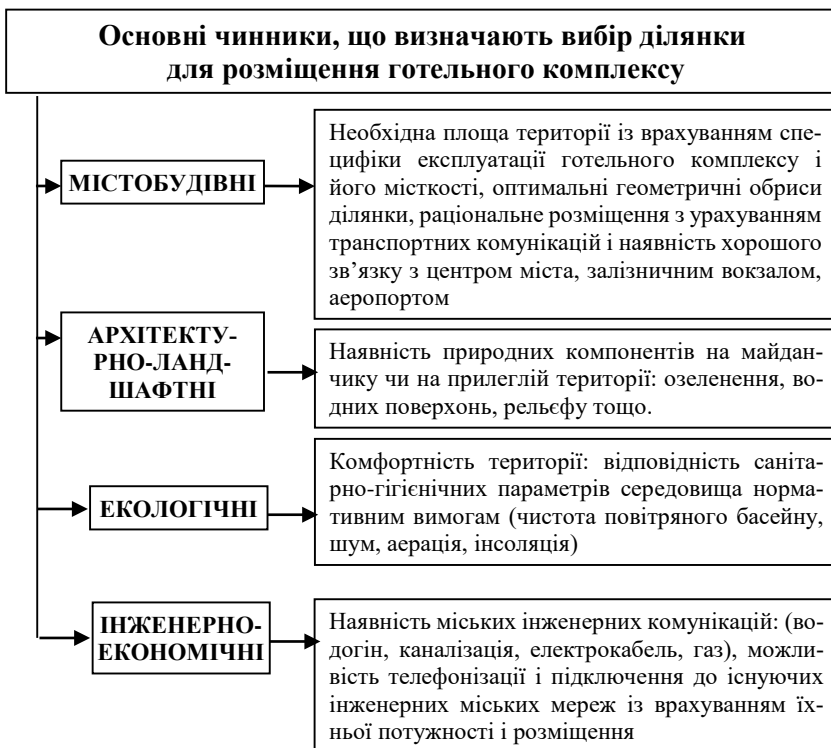 Основні чинники, що визначають вибір ділянки
для розміщення готельного комплексу
МІСТОБУДІВНІ
Необхідна площа території із врахуванням спе-
цифіки експлуатації готельного комплексу і
його місткості, оптимальні геометричні обриси
ділянки, раціональне розміщення з урахуванням
транспортних комунікацій і наявність хорошого
зв’язку з центром міста, залізничним вокзалом,
аеропортом
АРХІТЕКТУ-
РНО-ЛАНД-
ШАФТНІ
Наявність природних компонентів на майдан-
чику чи на прилеглій території: озеленення, во-
дних поверхонь, рельєфу тощо.
ЕКОЛОГІЧНІ
Комфортність території: відповідність саніта-
рно-гігієнічних параметрів середовища норма-
тивним вимогам (чистота повітряного басейну,
шум, аерація, інсоляція)
ІНЖЕНЕРНО-
ЕКОНОМІЧНІ
Наявність міських інженерних комунікацій: (во-
догін, каналізація, електрокабель, газ), можли-
вість телефонізації і підключення до існуючих
інженерних міських мереж із врахуванням їх-
ньої потужності і розміщення